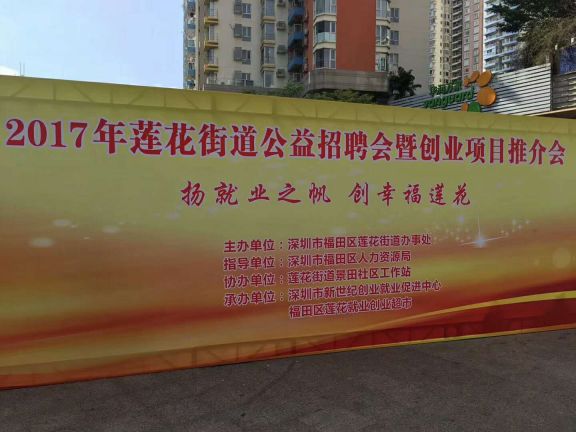 2017年莲花街道公益招聘会暨创业项目推介会
扬就业之帆 创幸福莲花
主办单位：深圳市福田区莲花街道办事处
指导单位：深圳市福田区人力资源局
协办单位：莲花街道景田社区工作站
承办单位：深圳市新世纪创业就业促进中心
福田区莲花就业创业超市